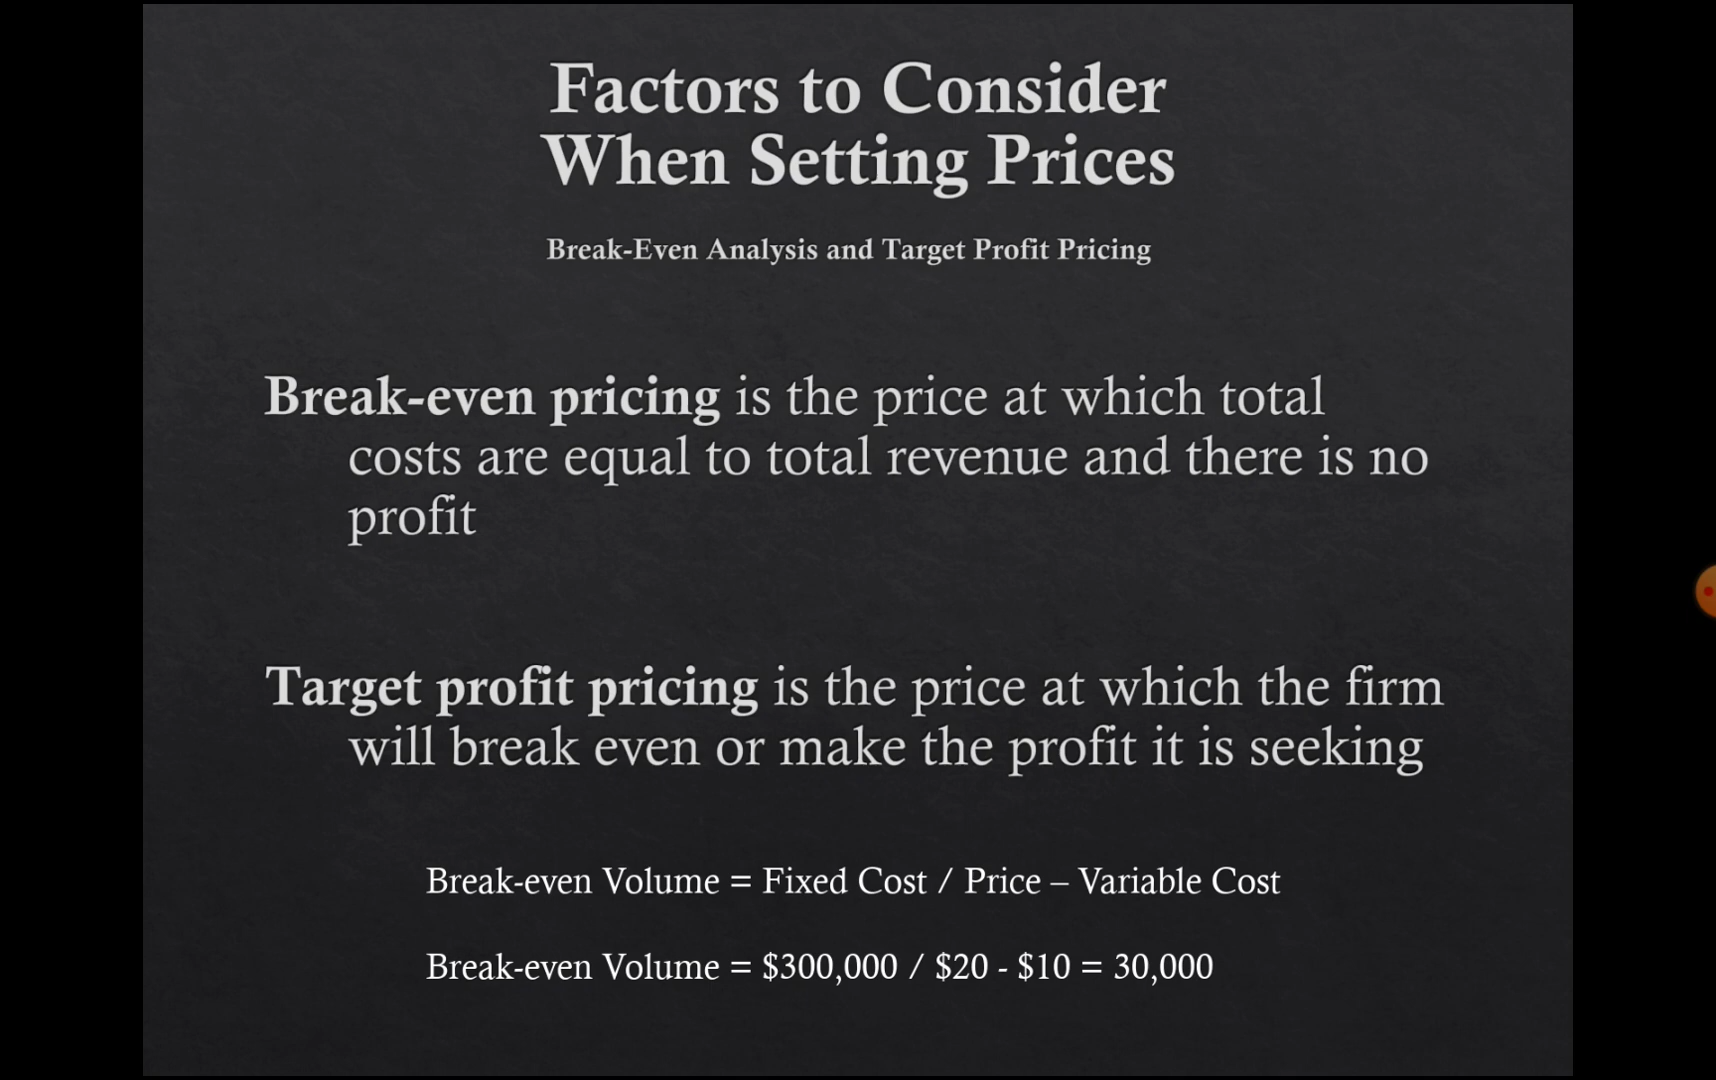 Factors to Consider
When Setting Prices
Break-Even Analysis and Target Profit Pricing
Break-even pricing is the price at which total
costs are equal to total revenue and there is no
profit
Target profit pricing is the price at which the firm
will break even or make the profit it is seeking
Break-even Volume = Fixed Cost / Price – Variable Cost
Break-even Volume = $300,000 / $20 - $10 = 30,000